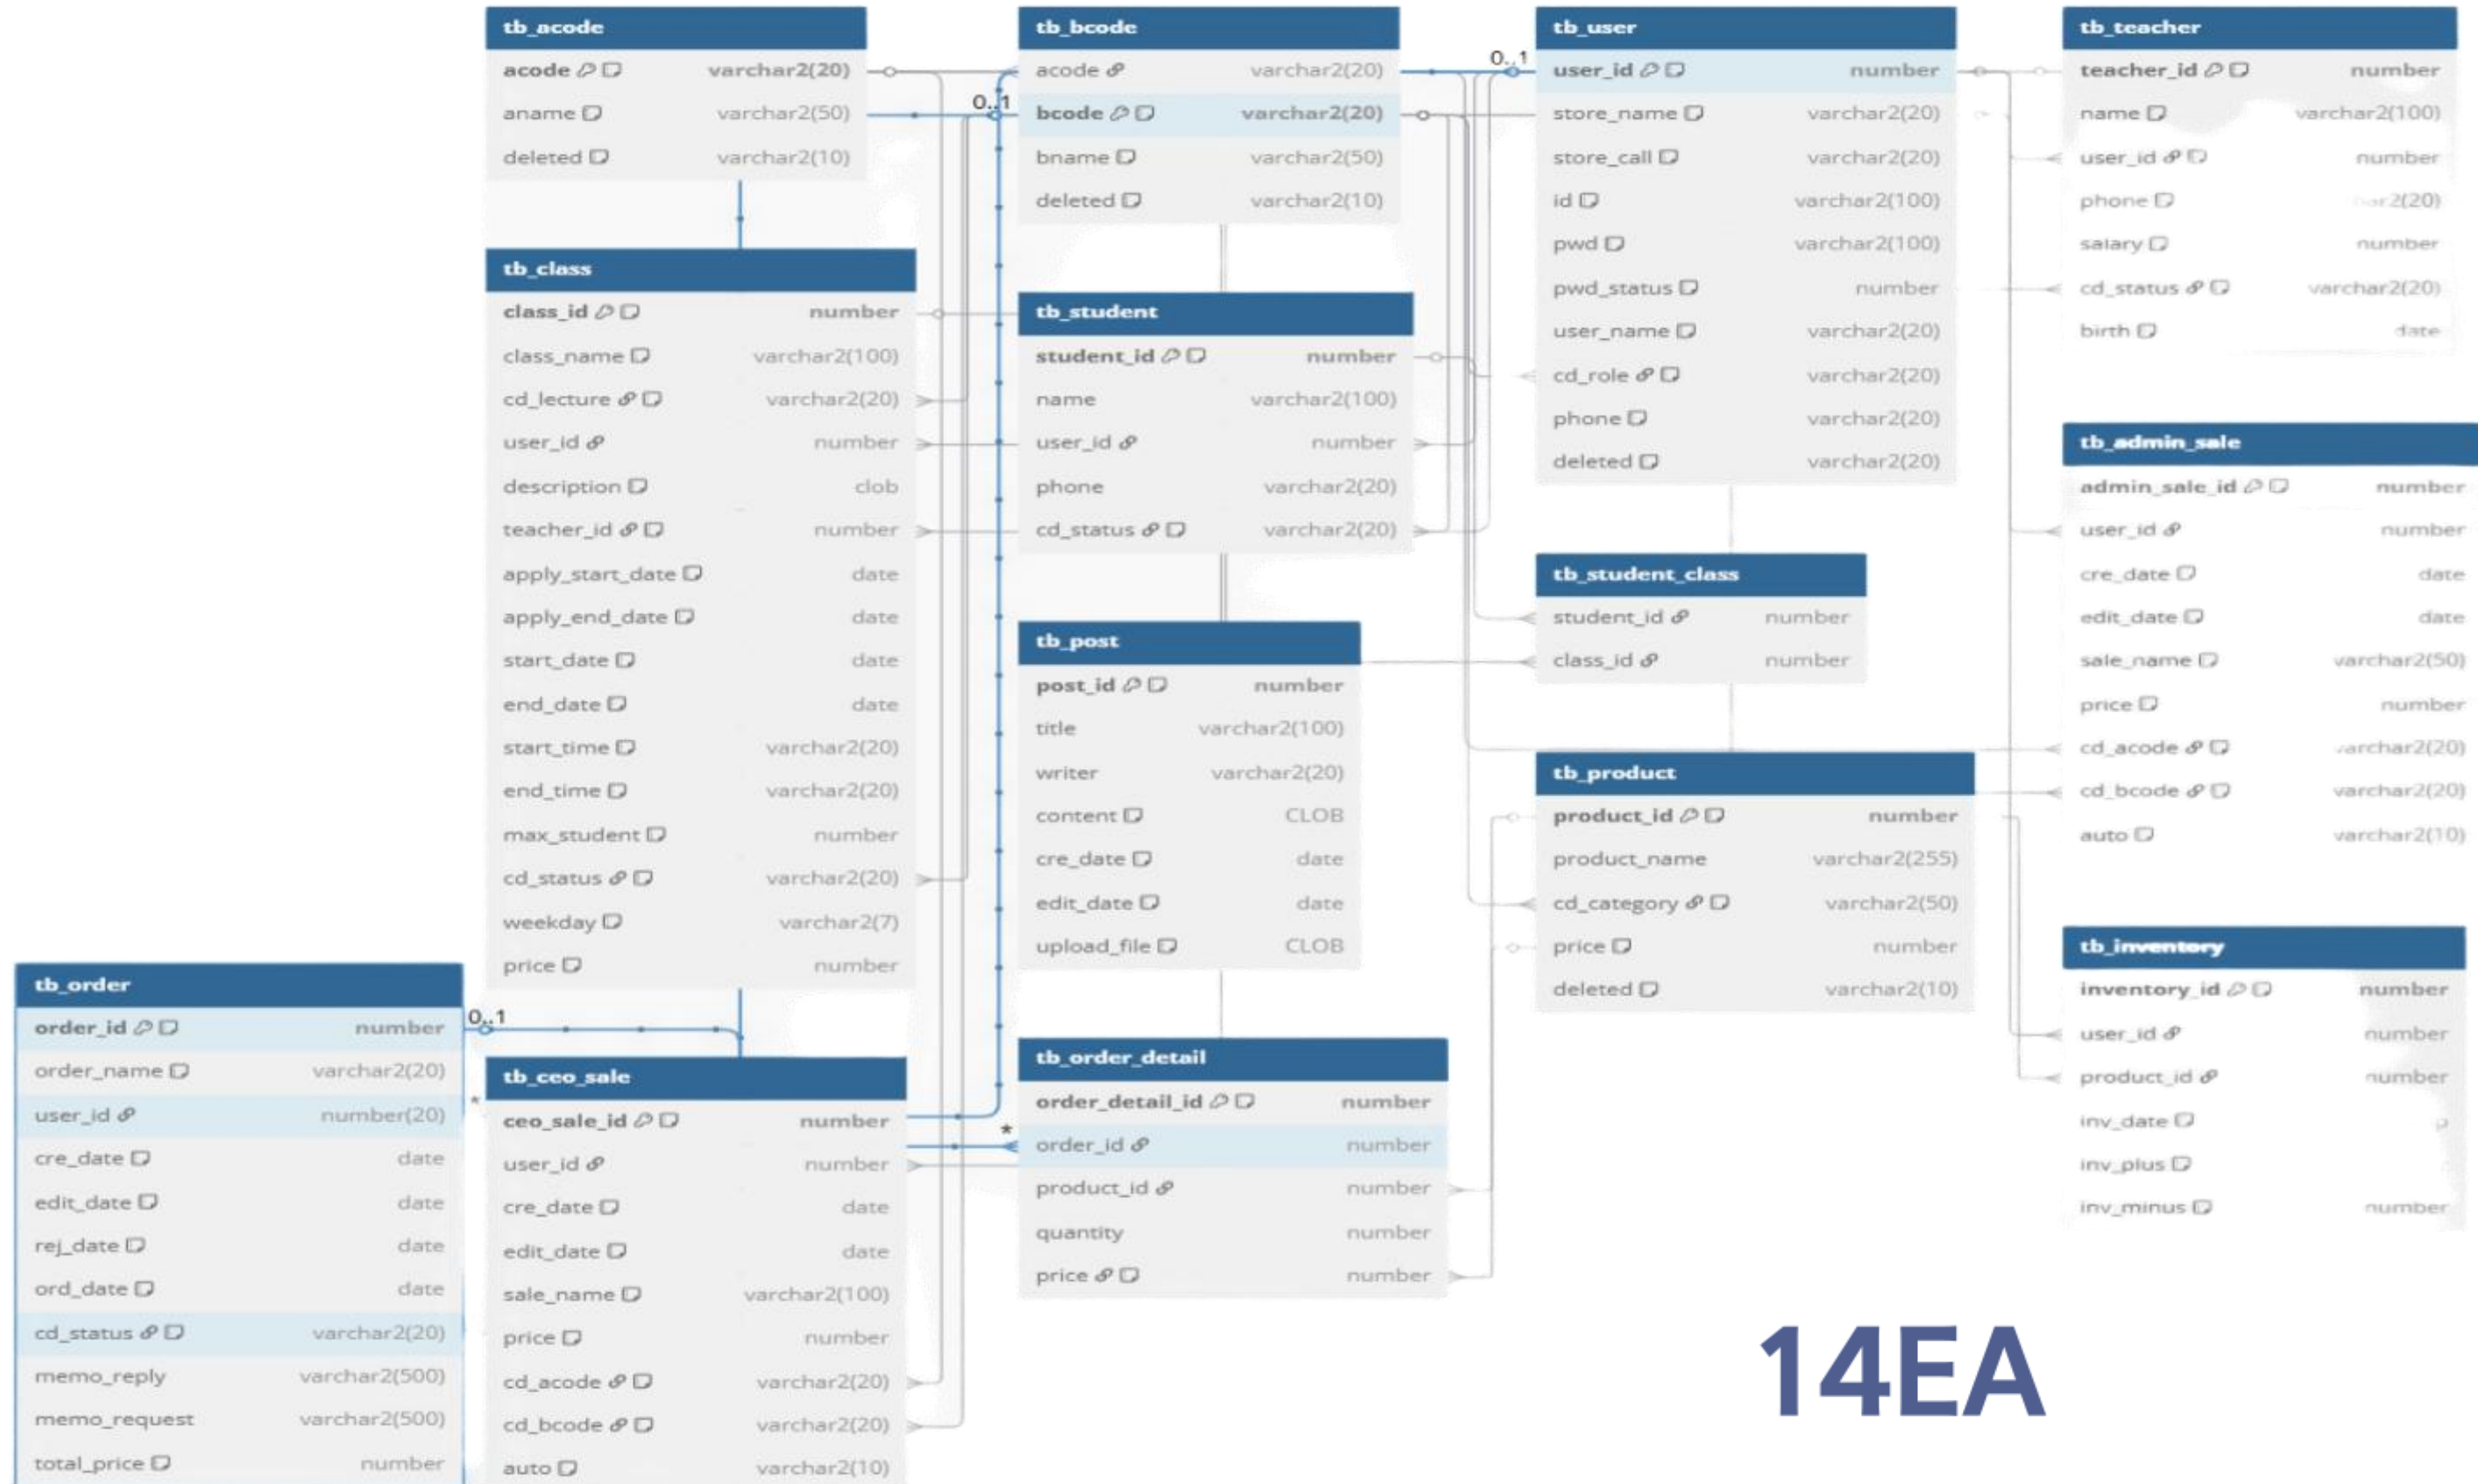 tb_acode
acode varchar2(20)
aname varchar2(50)
deleted varchar2(10)
tb_class
class_id number
class_name varchar2(100)
cd_lecture varchar2(20)
user_id number
description clob
teacher_id number
apply_start_date date
apply_end_date date
start_date date
end_date date
start_time varchar2(20)
end_time varchar2(20)
max_student number
cd_status varchar2(20)
weekday varchar2(7)
price number
tb_order
order_id number
order_name varchar2(20)
user_id number(20)
cre_date date
edit_date date
rej_date date
ord_date date
cd_status varchar2(20)
memo_reply varchar2(500)
memo_request varchar2(500)
total_price number
0..1
*
tb_ceo_sale
ceo_sale_id number
user_id number
cre_date date
edit_date date
sale_name varchar2(100)
price number
cd_acode varchar2(20)
cd_bcode varchar2(20)
auto varchar2(10)
0..1
tb_bcode
acode varchar2(20)
bcode varchar2(20)
bname varchar2(50)
deleted varchar2(10)
tb_student
student_id number
name varchar2(100)
user_id number
phone varchar2(20)
cd_status varchar2(20)
tb_post
post_id number
title varchar2(100)
writer varchar2(20)
content CLOB
cre_date date
edit_date date
upload_file CLOB
*
tb_order_detail
order_detail_id number
order_id number
product_id number
quantity number
price number
0..1
tb_user
user_id number
store_name varchar2(20)
store_call varchar2(20)
id varchar2(100)
pwd varchar2(100)
pwd_status number
user_name varchar2(20)
cd_role varchar2(20)
phone varchar2(20)
deleted varchar2(20)
tb_student_class
student_id number
class_id number
tb_product
product_id number
product_name varchar2(255)
cd_category varchar2(50)
price number
deleted varchar2(10)
tb_teacher
teacher_id number
name varchar2(100)
user_id number
phone
salary number
cd_status varchar2(20)
birth date
tb_admin_sale
admin_sale_id number
user_id number
cre_date date
edit_date date
sale_name varchar2(50)
price number
cd_acode varchar2(20)
cd_bcode varchar2(20)
auto varchar2(10)
tb_inventory
inventory_id number
user_id number
product_id number
inv_date
inv_plus
inv_minus number
14EA